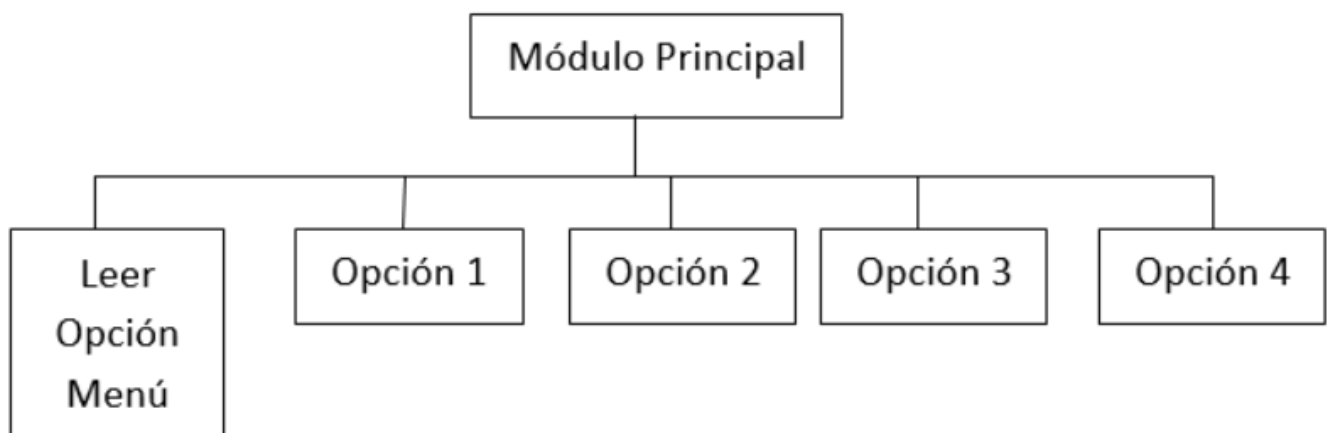 Módulo Principal
Leer
Opción
Menú
Opción 1
Opción 2
Opción 3
Opción 4